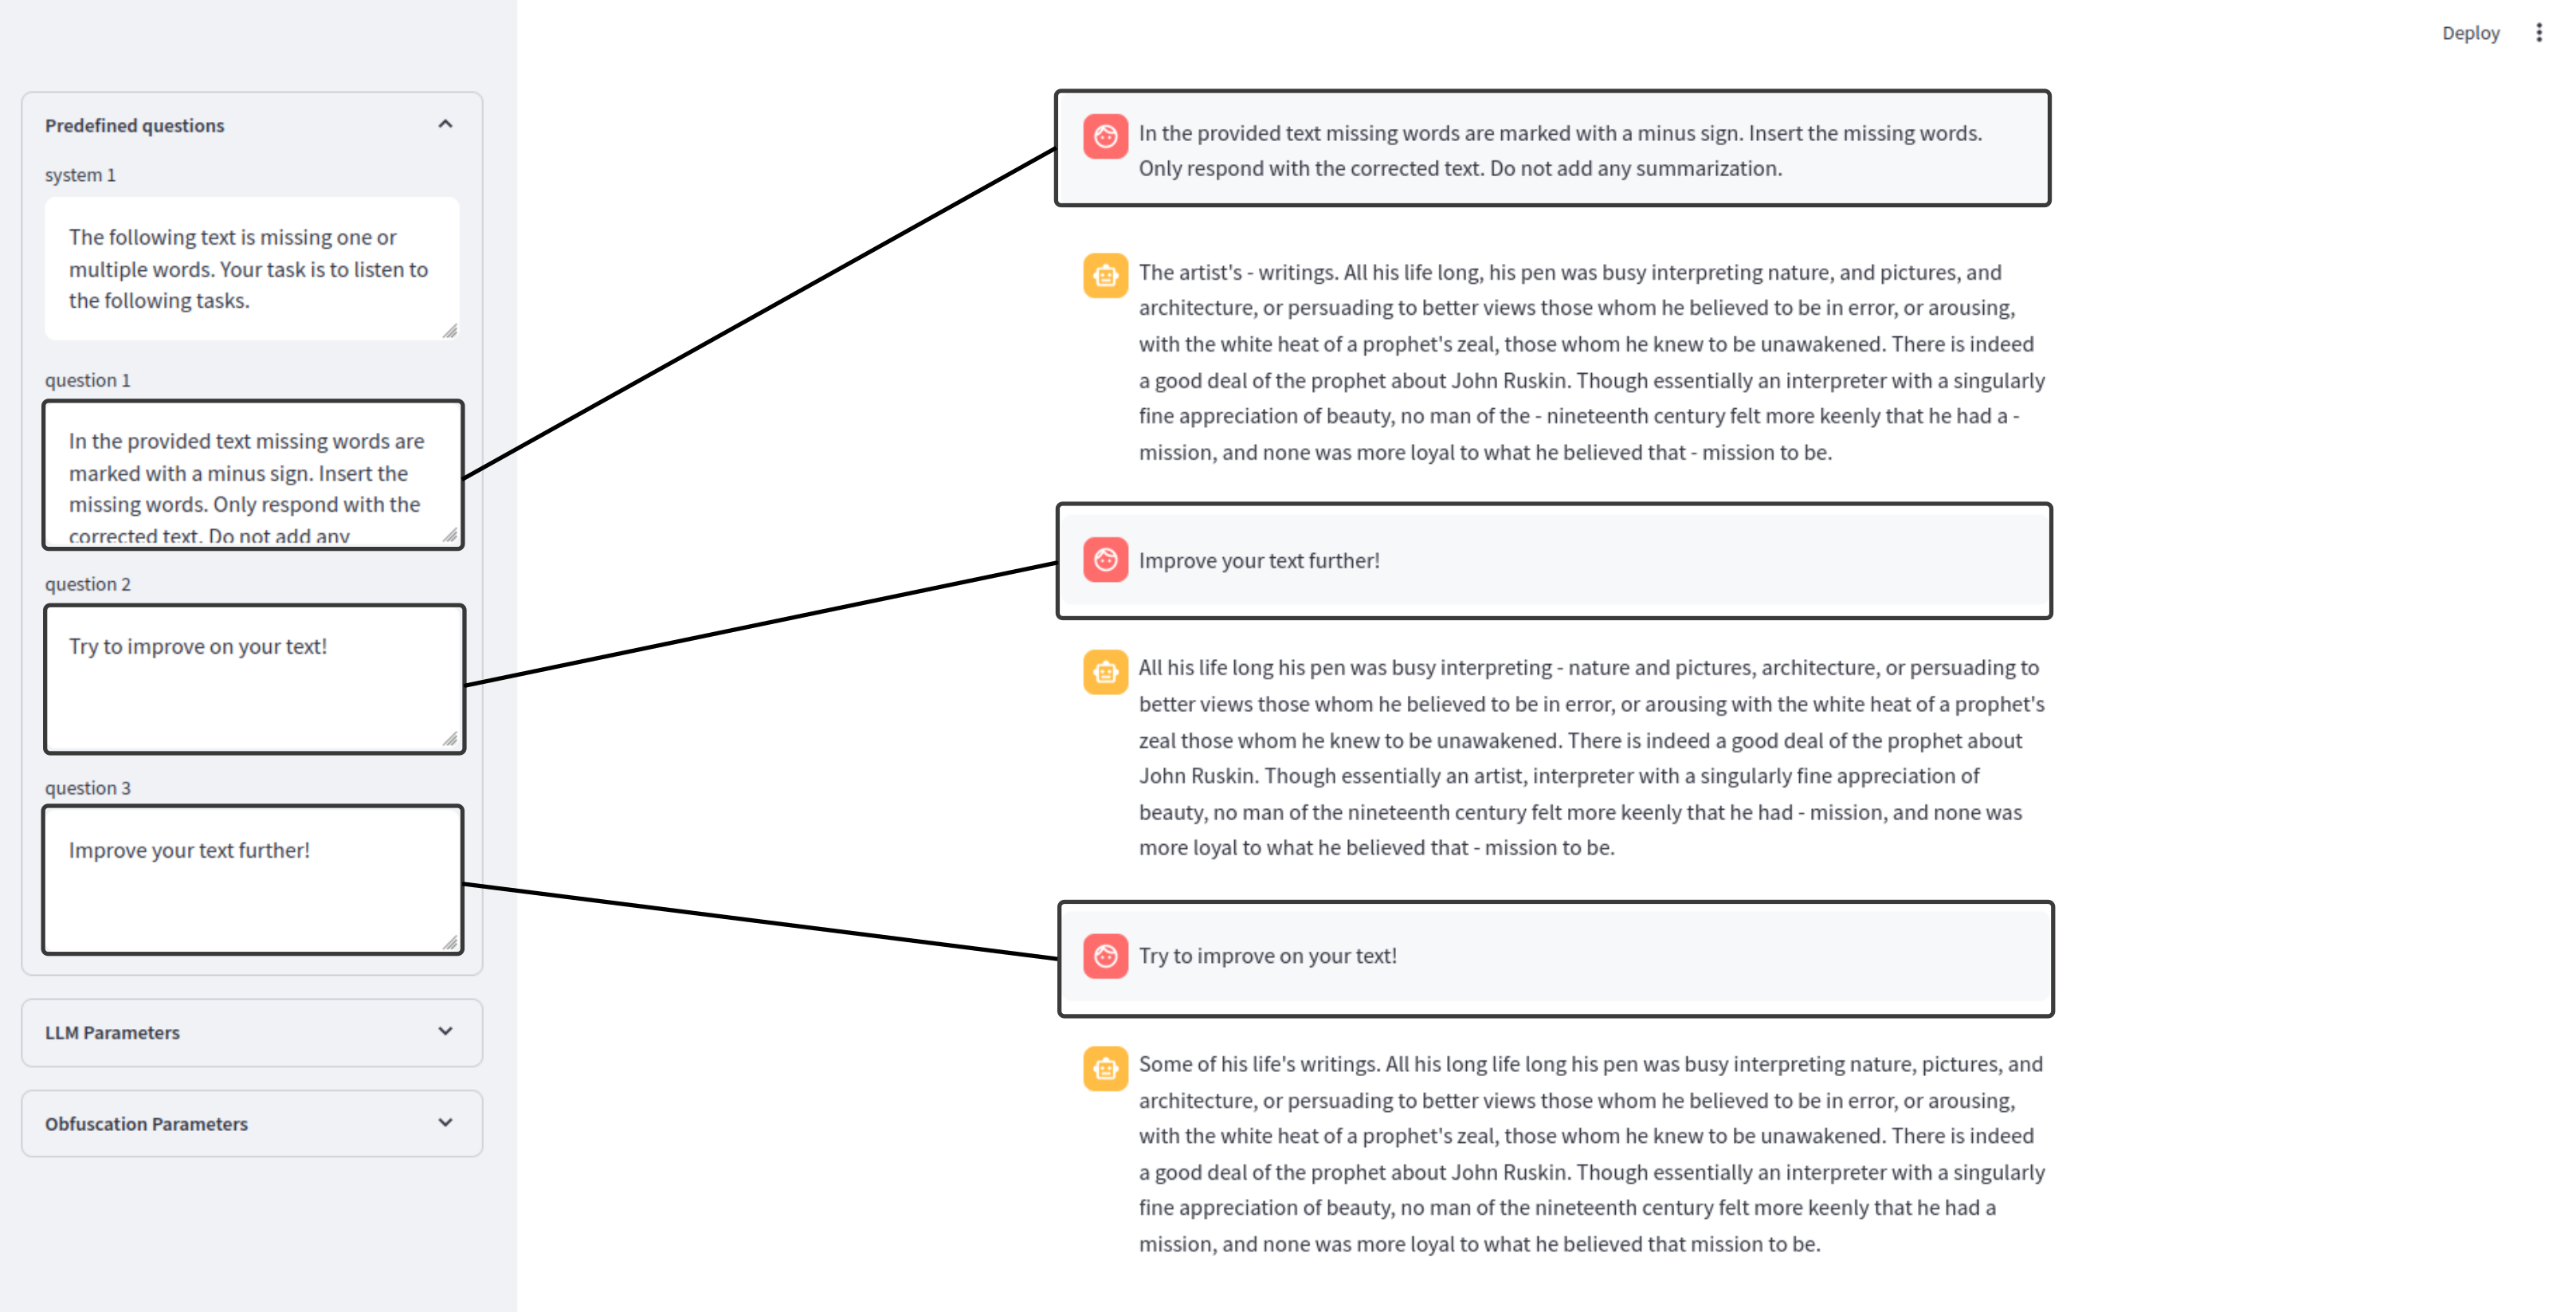 Deploy
Predefined questions
system 1
The following text is missing one or
multiple words. Your task is to listen to
the following tasks.
question 1
In the provided text missing words are
marked with a minus sign. Insert the
missing words. Only respond with the
corrected text. Do not add any
question 2
Try to improve on your text!
question 3
Improve your text further!
LLM Parameters
Obfuscation Parameters
In the provided text missing words are marked with a minus sign. Insert the missing words.
Only respond with the corrected text. Do not add any summarization.
The artist's - writings. All his life long, his pen was busy interpreting nature, and pictures, and
architecture, or persuading to better views those whom he believed to be in error, or arousing,
with the white heat of a prophet's zeal, those whom he knew to be unawakened. There is indeed
a good deal of the prophet about John Ruskin. Though essentially an interpreter with a singularly
fine appreciation of beauty, no man of the - nineteenth century felt more keenly that he had a -
mission, and none was more loyal to what he believed that - mission to be.
Improve your text further!
All his life long his pen was busy interpreting - nature and pictures, architecture, or persuading to
better views those whom he believed to be in error, or arousing with the white heat of a prophet's
zeal those whom he knew to be unawakened. There is indeed a good deal of the prophet about
John Ruskin. Though essentially an artist, interpreter with a singularly fine appreciation of
beauty, no man of the nineteenth century felt more keenly that he had - mission, and none was
more loyal to what he believed that - mission to be.
Try to improve on your text!
Some of his life's writings. All his long life long his pen was busy interpreting nature, pictures, and
architecture, or persuading to better views those whom he believed to be in error, or arousing,
with the white heat of a prophet's zeal, those whom he knew to be unawakened. There is indeed
a good deal of the prophet about John Ruskin. Though essentially an interpreter with a singularly
fine appreciation of beauty, no man of the nineteenth century felt more keenly that he had a
mission, and none was more loyal to what he believed that mission to be.